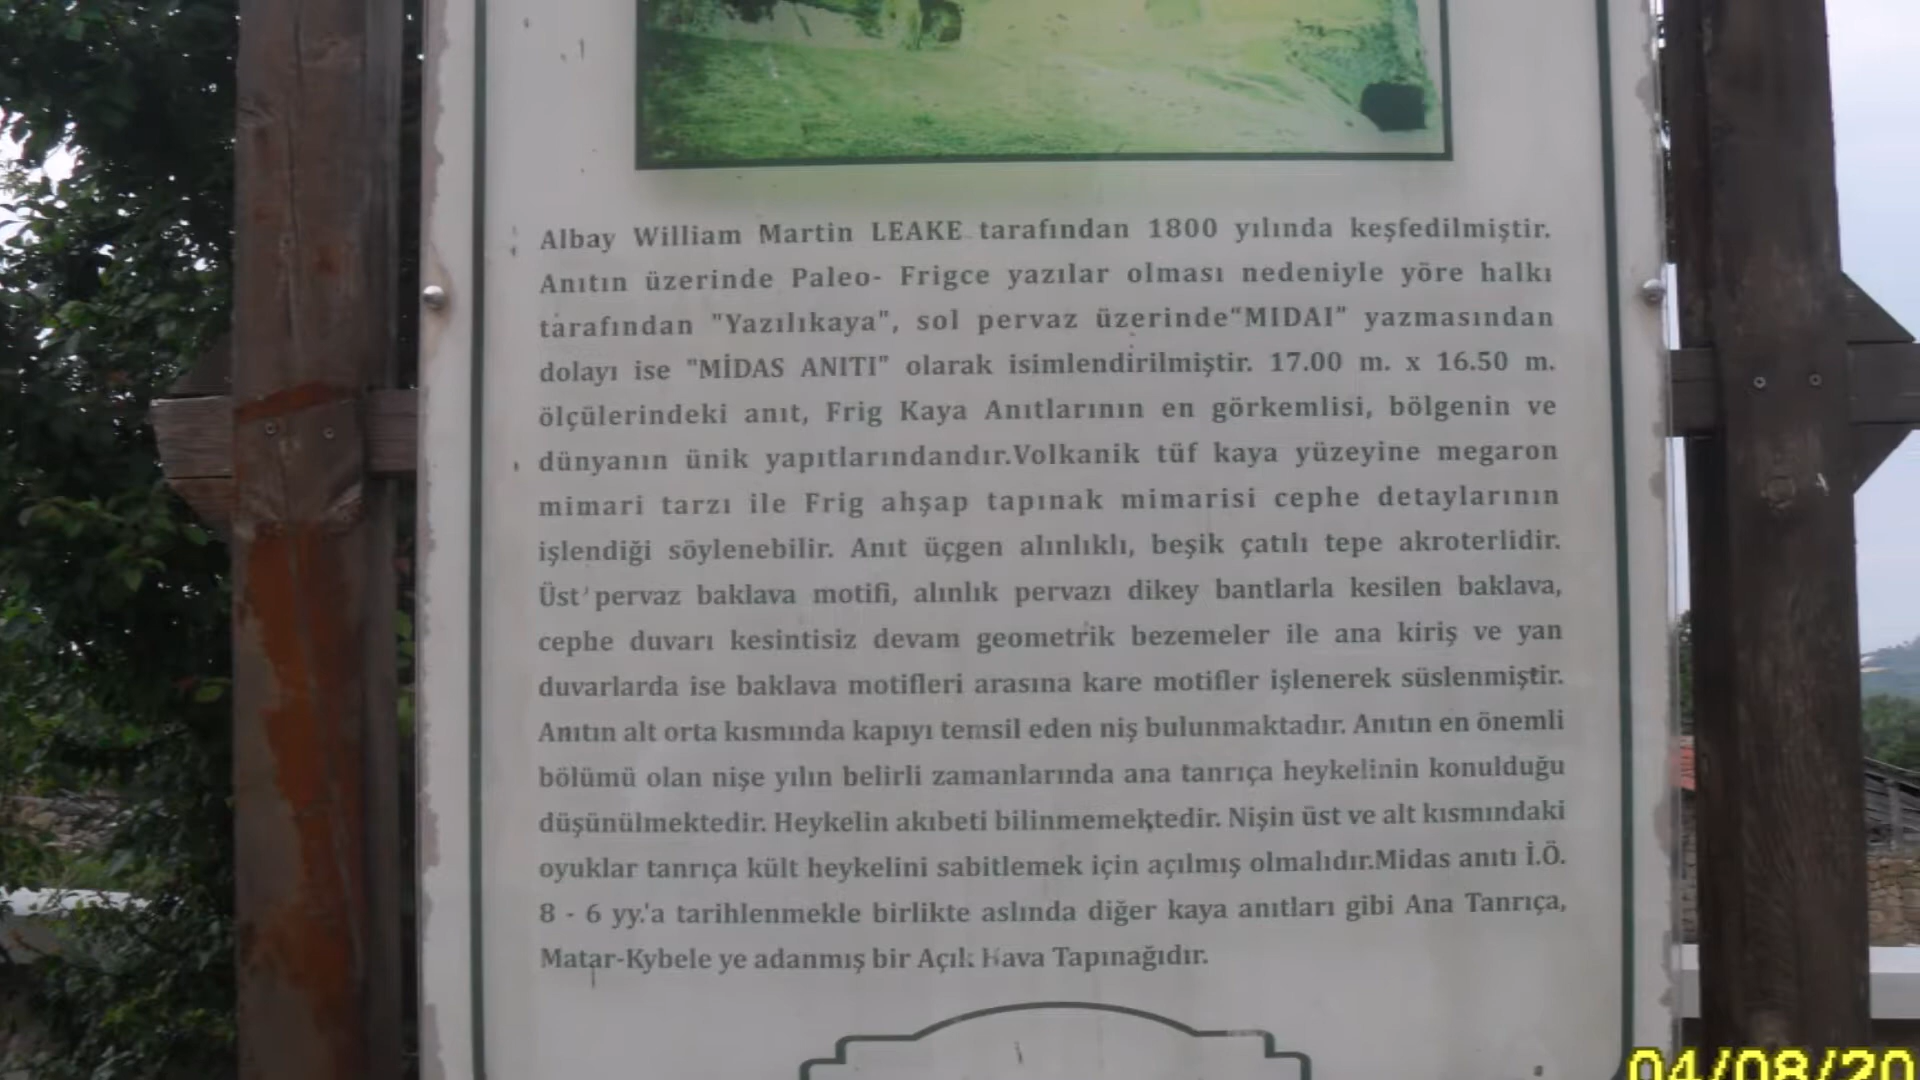 Albay William Martin LEAKE tarafından 1800 yılında keşfedilmiştir.
Anıtın üzerinde Paleo- Frigce yazılar olması nedeniyle yöre halkı
tarafından "Yazılıkaya", sol pervaz üzerinde“MIDAI” yazmasından
dolayı ise "MİDAS ANITI" olarak isimlendirilmiştir. 17.00 m. x 16.50 m.
ölçülerindeki anıt, Frig Kaya Anıtlarının en görkemlisi, bölgenin ve
dünyanın ünik yapıtlarındandır.Volkanik tüf kaya yüzeyine megaron
mimari tarzı ile Frig ahşap tapınak mimarisi cephe detaylarının
işlendiği söylenebilir. Anıt üçgen alınlıklı, beşik çatılı tepe akroterlidir.
Üst pervaz baklava motifi, alınlık pervazı dikey bantlarla kesilen baklava,
cephe duvarı kesintisiz devam geometrik bezemeler ile ana kiriş ve yan
duvarlarda ise baklava motifleri arasına kare motifler işlenerek süslenmiştir.
Anıtın alt orta kısmında kapıyı temsil eden niş bulunmaktadır. Anıtın en önemli
bölümü olan nişe yılın belirli zamanlarında ana tanrıça heykelinin konulduğu
düşünülmektedir. Heykelin akıbeti bilinmemektedir. Nişin üst ve alt kısmındaki
oyuklar tanrıça kült heykelini sabitlemek için açılmış olmalıdır.Midas anıtı İ.Ö.
8 - 6 yy.'a tarihlenmekle birlikte aslında diğer kaya anıtları gibi Ana Tanrıça,
Matar-Kybele ye adanmış bir Açık Hava Tapınağıdır.
04/08/20